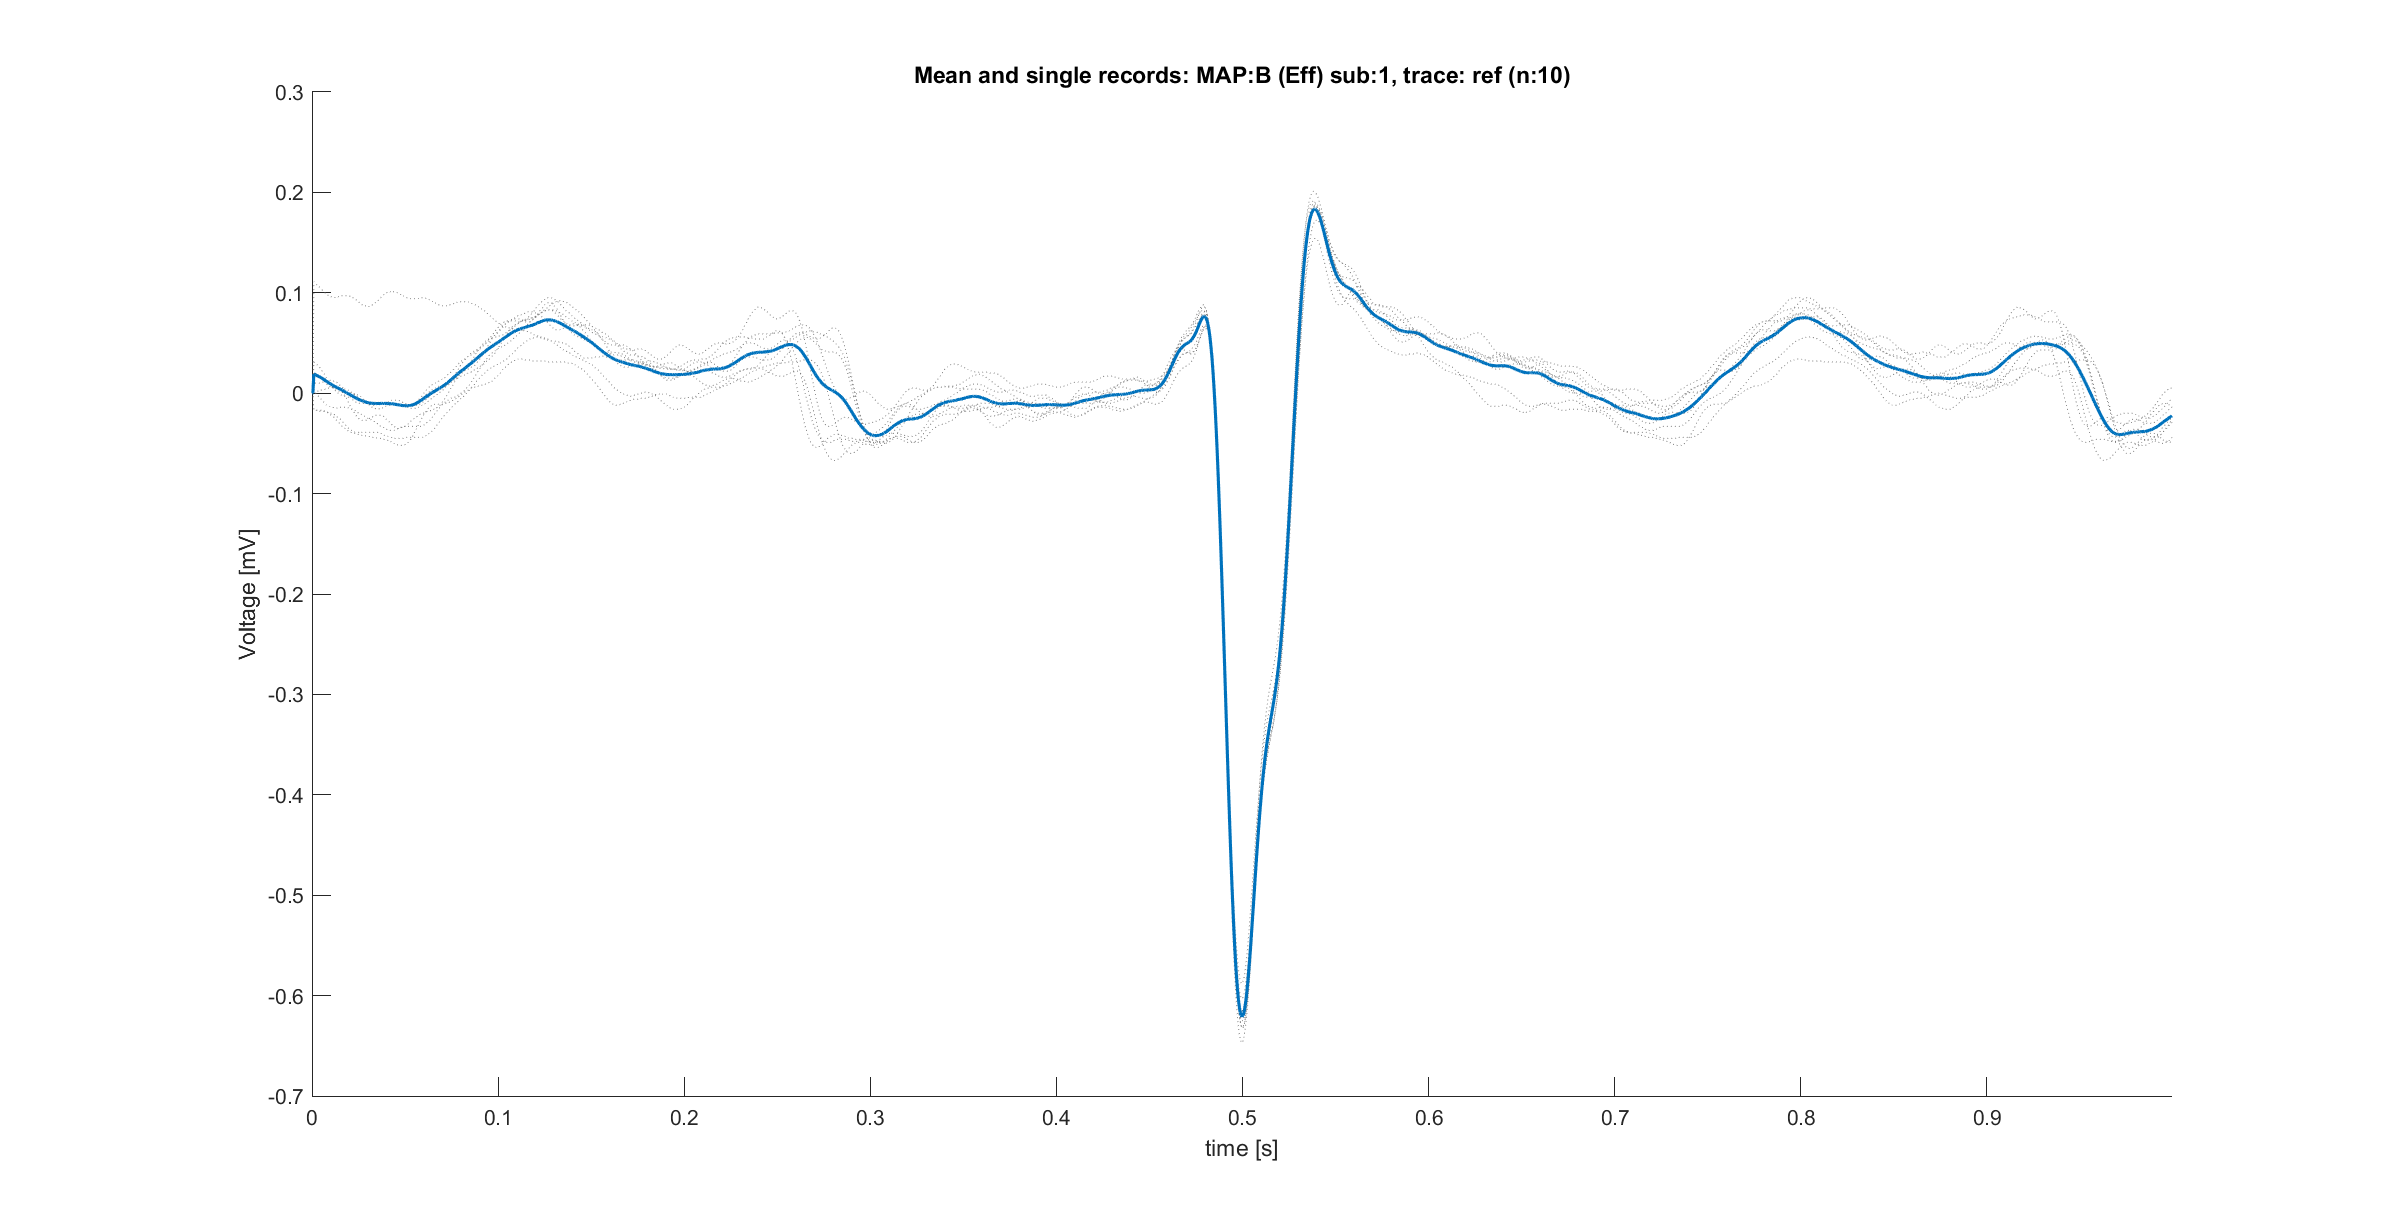 Mean and single records: MAP:B (Eff) sub:1, trace: ref (n:10)
0.3
0.2
0.1
0
-0.1
-0.2
-0.3
-0.4
-0.5
-0.6
-0.7
Voltage [mV]
0 0.1 0.2 0.3 0.4 0.5 0.6 0.7 0.8 0.9
time [s]